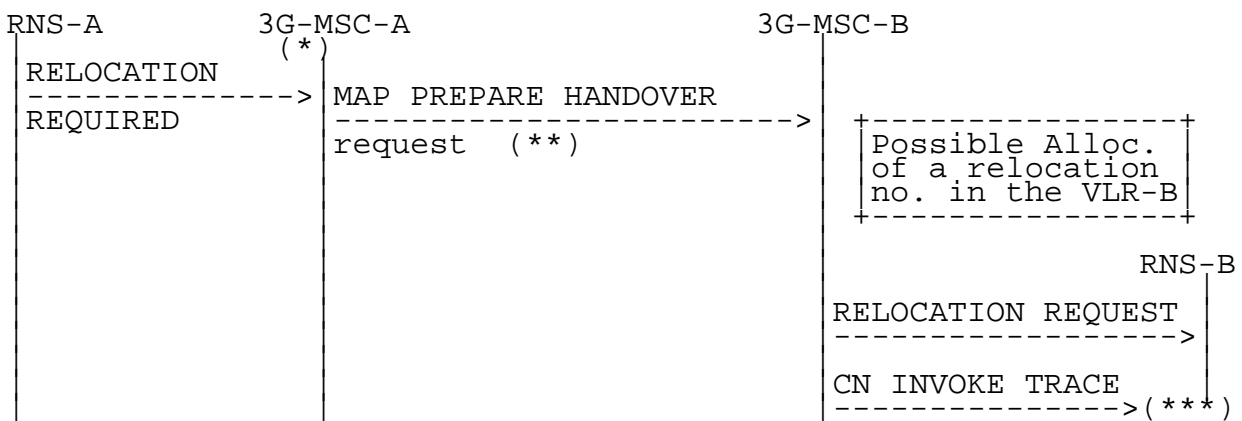 RNS-A 3G-MSC-A 3G-MSC-B
(*)
RELOCATION
MAP PREPARE HANDOVER
REQUIRED
request (**)
Possible Alloc.
of a relocation
no. in the VLR-B
RNS-B
RELOCATION REQUEST
CN INVOKE TRACE
(***)